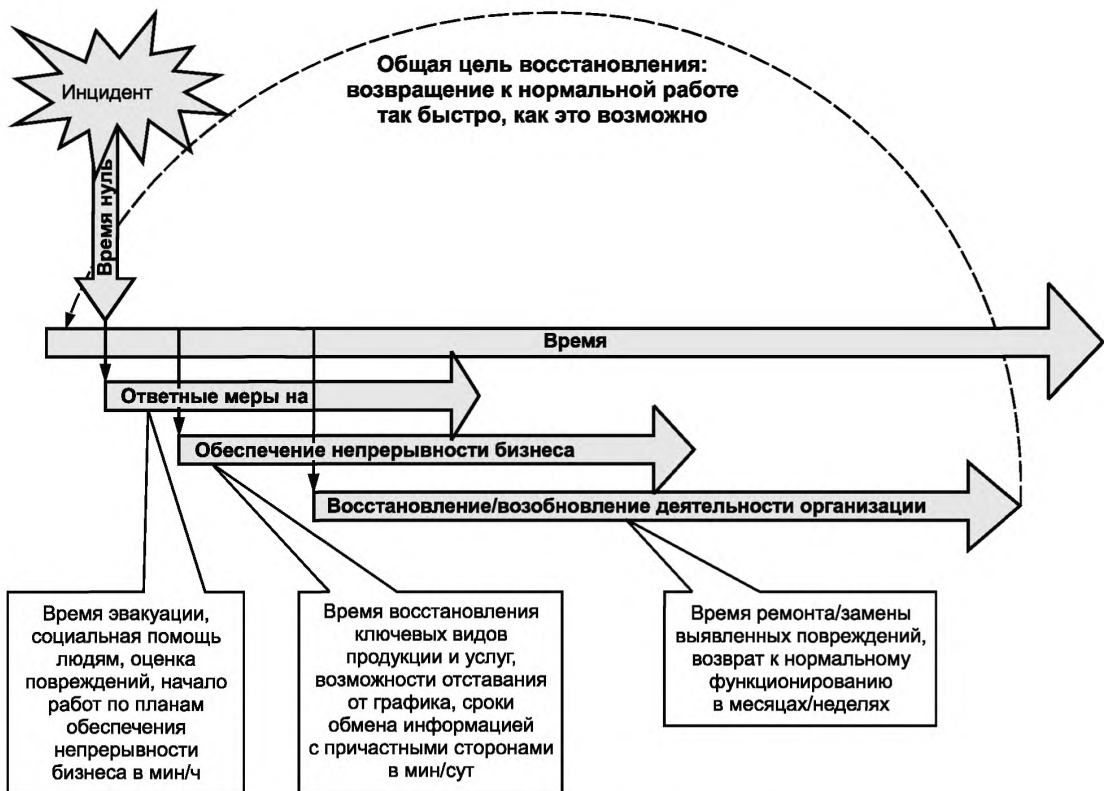 Инцидент
Общая цель восстановления:
возвращение к нормальной работе
так быстро, как это возможно
Время нуль
Время
Ответные меры на
Обеспечение непрерывности бизнеса
Восстановление/возобновление деятельности организации
Время эвакуации,
социальная помощь
людям, оценка
повреждений, начало
работ по планам
обеспечения
непрерывности
бизнеса в мин/ч
Время восстановления
ключевых видов
продукции и услуг,
возможности отставания
от графика, сроки
обмена информацией
с причастными сторонами
в мин/сут
Время ремонта/замены
выявленных повреждений,
возврат к нормальному
функционированию
в месяцах/неделях